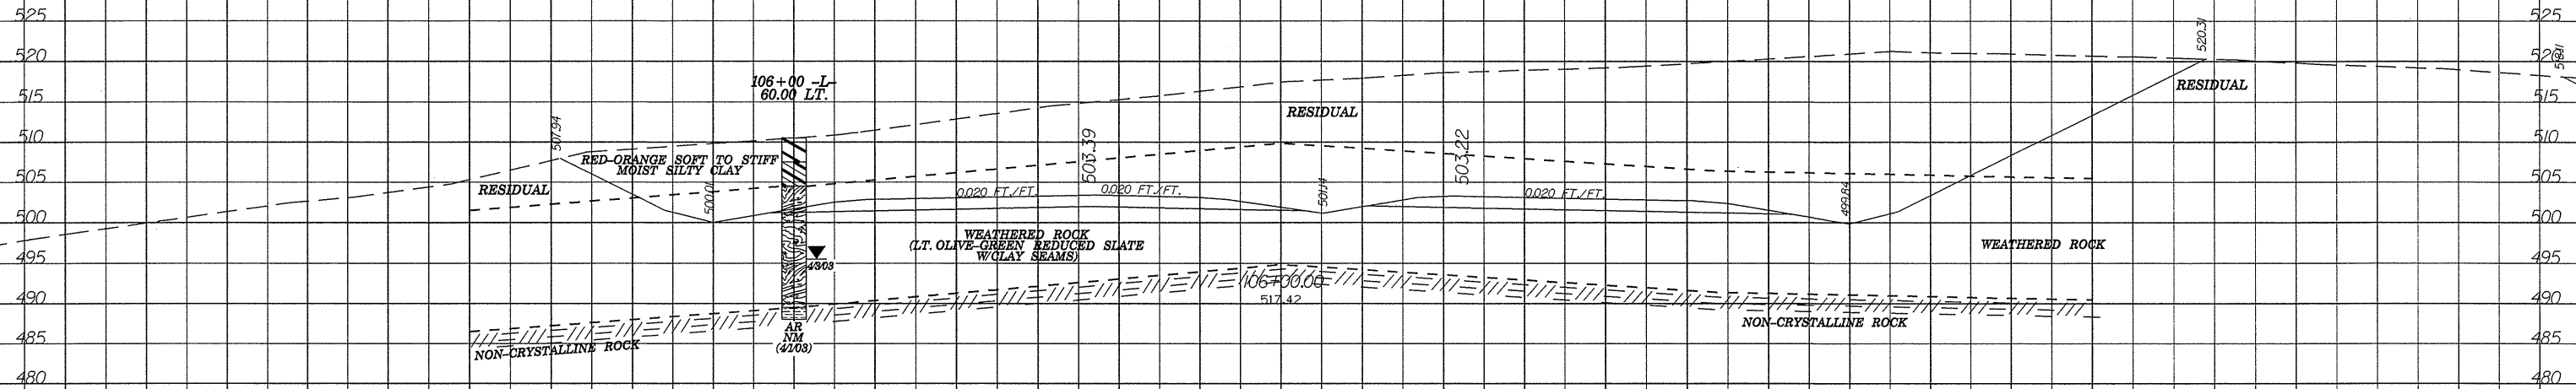 525
525
520.31
520
520
106+00 -L-
60.00 LT.
515
515
RESIDUAL
RESIDUAL
507.94
510
510
503.39
503.22
RED-ORANGE SOFT TO STIFF
MOIST SILTY CLAY
505
505
RESIDUAL
0.020 FT./FT.
0.020 FT./FT.
0.020 FT./FT.
500.01
501.14
499.84
500
500
WEATHERED ROCK
(LT. OLIVE-GREEN REDUCED SLATE
W/CLAY SEAMS)
WEATHERED ROCK
495
495
4/3/03
106+00.00
517.42
490
490
NON-CRYSTALLINE ROCK
AR
NM
(4/1/03)
NON-CRYSTALLINE ROCK
485
485
480
480